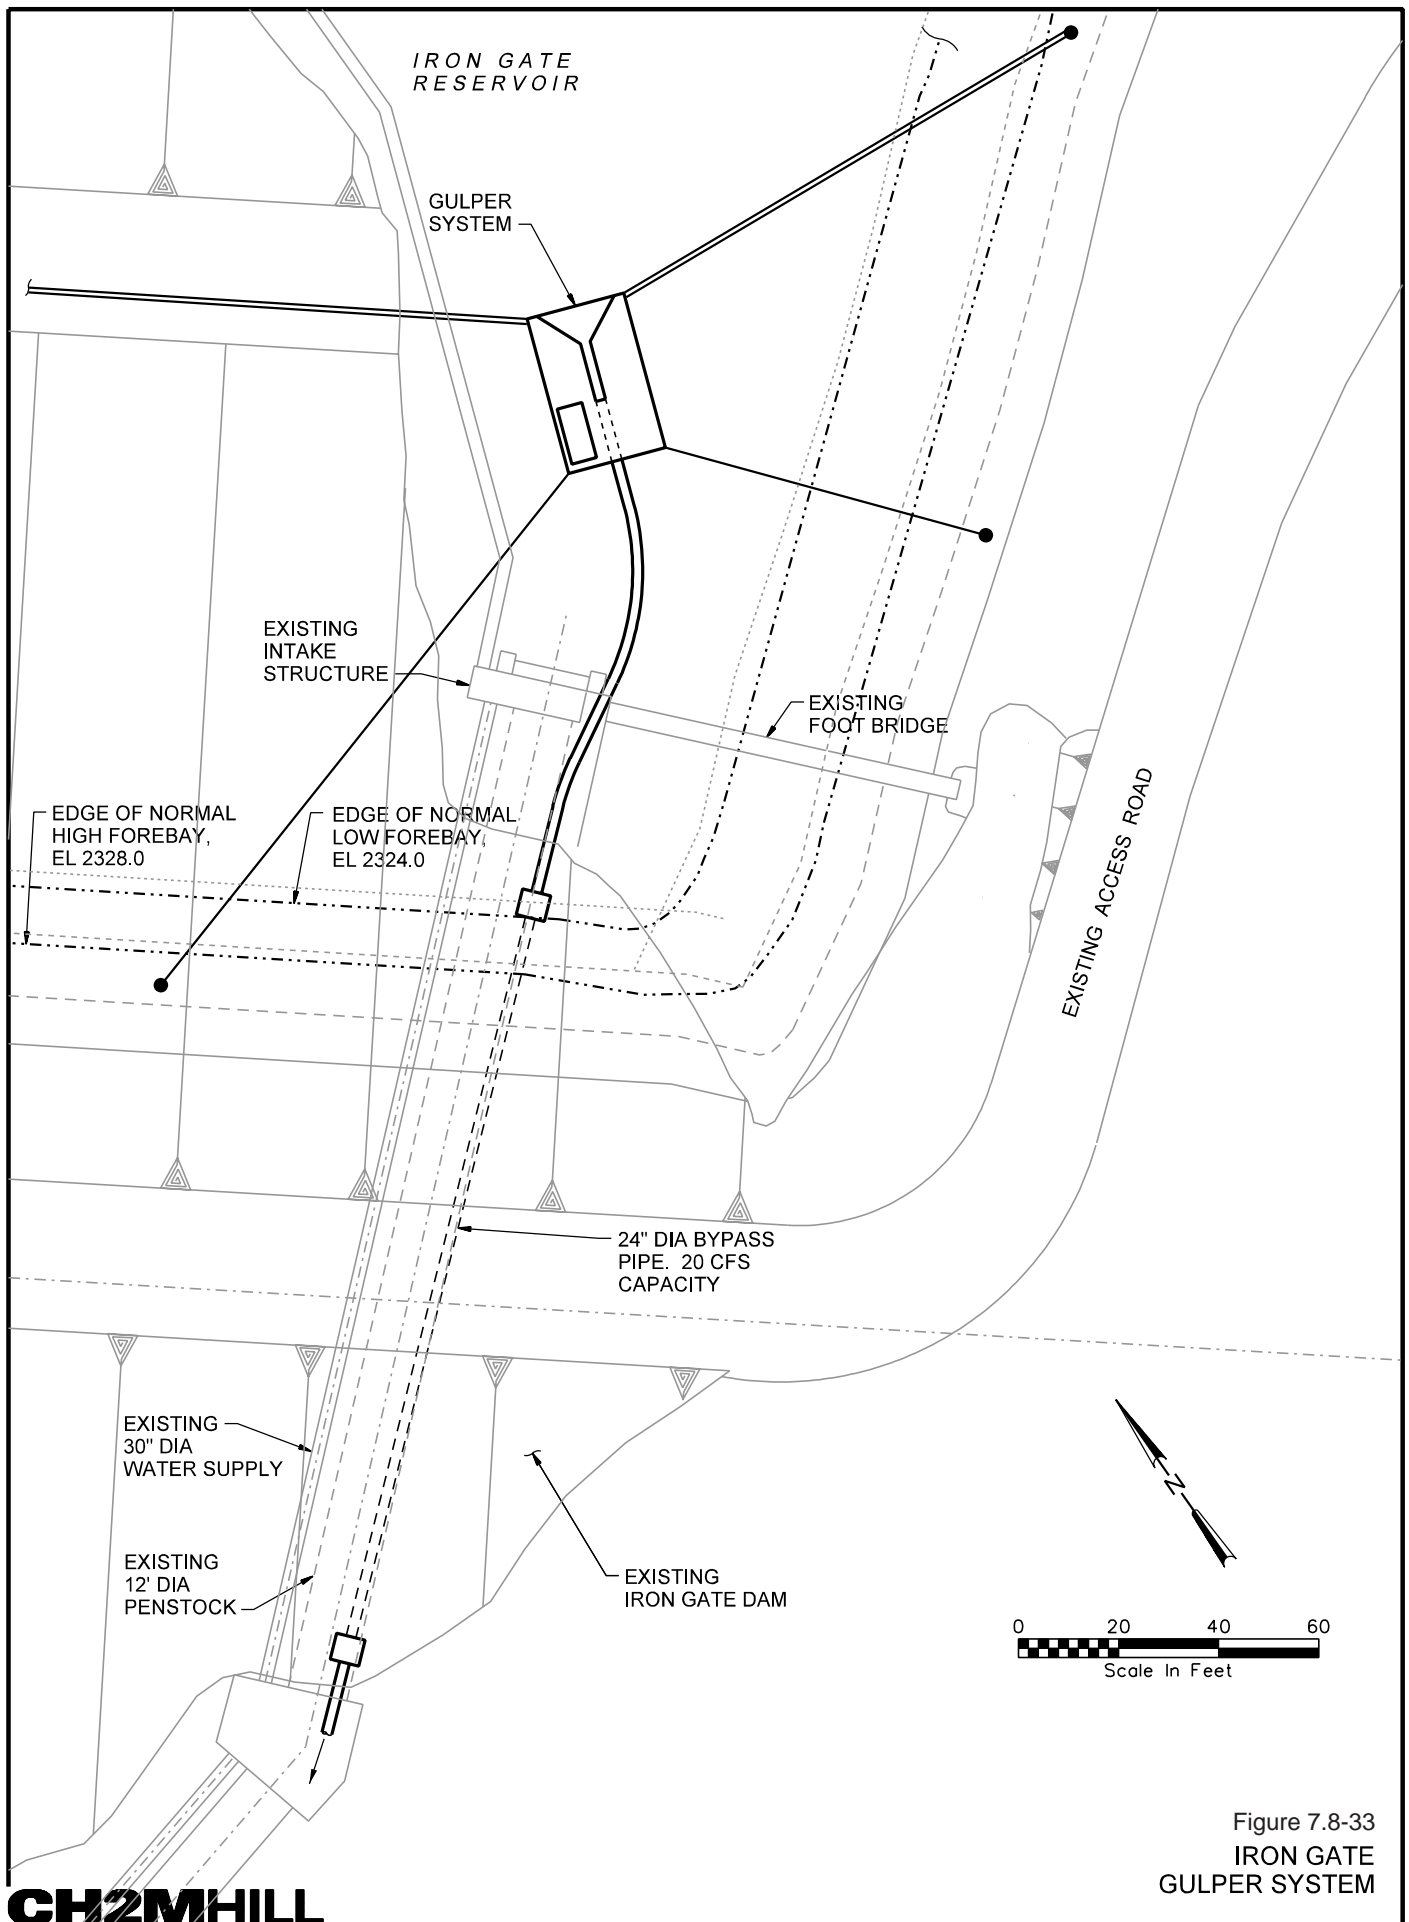 IRON GATE
RESERVOIR
GULPER
SYSTEM
EXISTING
INTAKE
STRUCTURE
EXISTING
FOOT BRIDGE
EDGE OF NORMAL
HIGH FOREBAY,
EL 2328.0
EDGE OF NORMAL
LOW FOREBAY,
EL 2324.0
EXISTING ACCESS ROAD
24" DIA BYPASS
PIPE. 20 CFS
CAPACITY
EXISTING
30" DIA
WATER SUPPLY
EXISTING
12' DIA
PENSTOCK
EXISTING
IRON GATE DAM
N
0 20 40 60
Scale In Feet
Figure 7.8-33
IRON GATE
GULPER SYSTEM
CH2MHILL